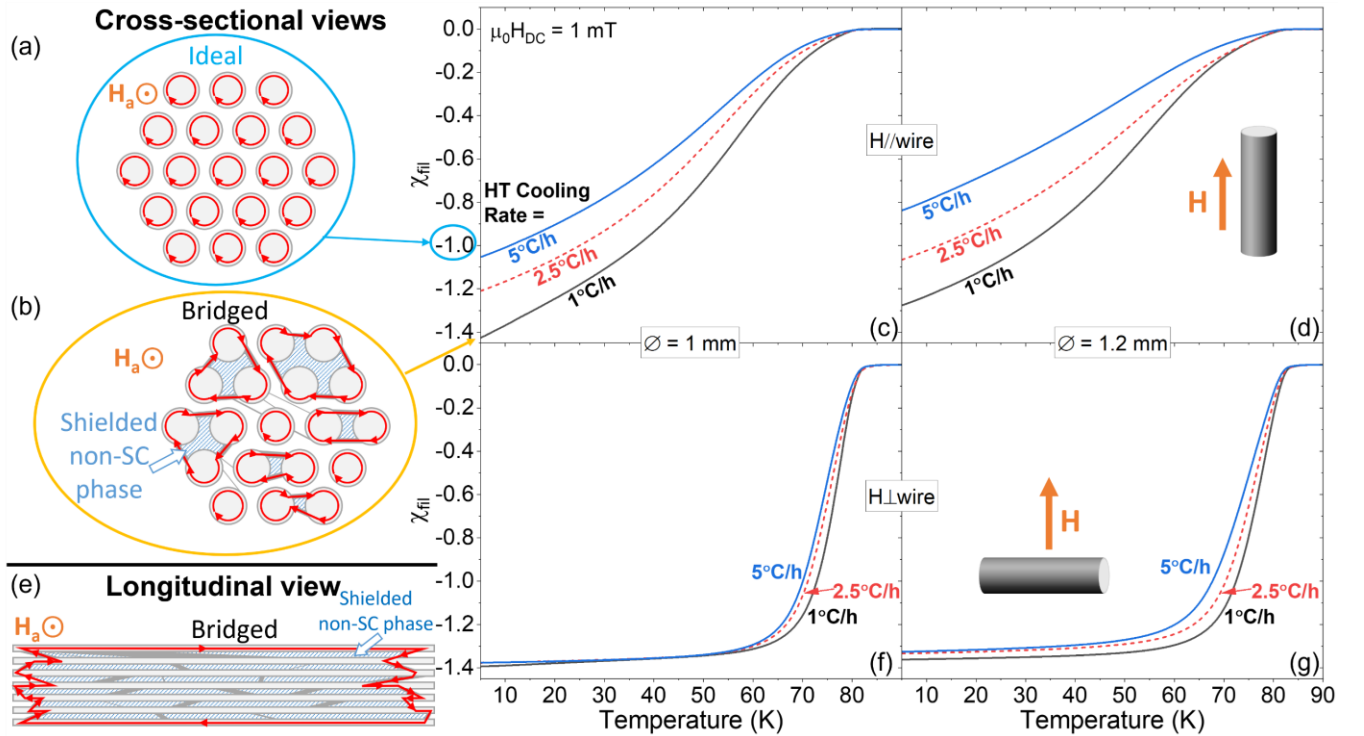 Cross-sectional views
(a)
Ideal
Hₐ⊙
(b)
Bridged
Hₐ⊙
Shielded
non-SC
phase
(e)
Longitudinal view
Hₐ⊙
Bridged
Shielded
non-SC phase
μ₀H_DC = 1 mT
χ_fil
0.0
-0.2
-0.4
-0.6
-0.8
-1.0
-1.2
-1.4
HT Cooling
Rate =
5°C/h
2.5°C/h
1°C/h
(c)
H//wire
5°C/h
2.5°C/h
1°C/h
H
(d)
∅ = 1 mm
∅ = 1.2 mm
χ_fil
0.0
-0.2
-0.4
-0.6
-0.8
-1.0
-1.2
-1.4
5°C/h
2.5°C/h
1°C/h
(f)
H⊥wire
H
5°C/h
2.5°C/h
1°C/h
(g)
10 20 30 40 50 60 70 80
10 20 30 40 50 60 70 80 90
Temperature (K)
Temperature (K)